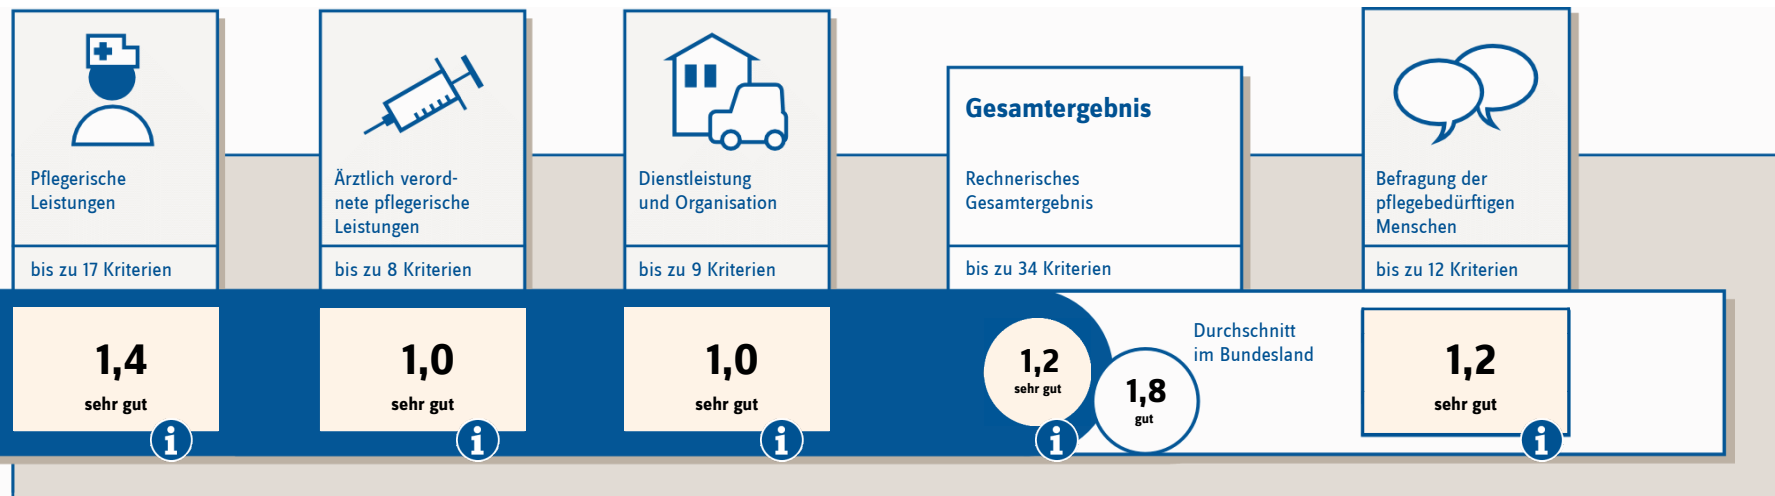 Pflegerische
Leistungen
bis zu 17 Kriterien
1,4
sehr gut
i
Ärztlich verord-
nete pflegerische
Leistungen
bis zu 8 Kriterien
1,0
sehr gut
i
Dienstleistung
und Organisation
bis zu 9 Kriterien
1,0
sehr gut
i
Gesamtergebnis
Rechnerisches
Gesamtergebnis
bis zu 34 Kriterien
1,2
sehr gut
i
1,8
gut
Durchschnitt
im Bundesland
Befragung der
pflegebedürftigen
Menschen
bis zu 12 Kriterien
1,2
sehr gut
i